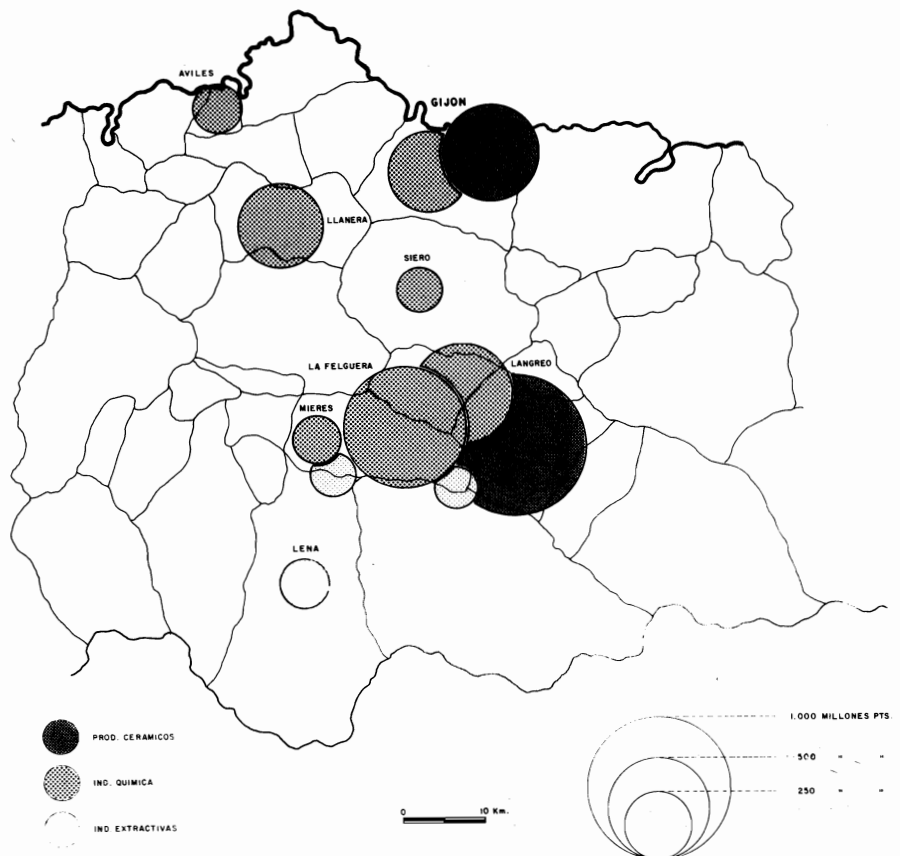 AVILES
GIJON
LLANERA
SIERO
LA FELGUERA
LANGREO
MIERES
LENA
PROD. CERAMICOS
IND. QUIMICA
IND EXTRACTIVAS
0 10 Km.
1.000 MILLONES PTS.
500 " "
250 " "